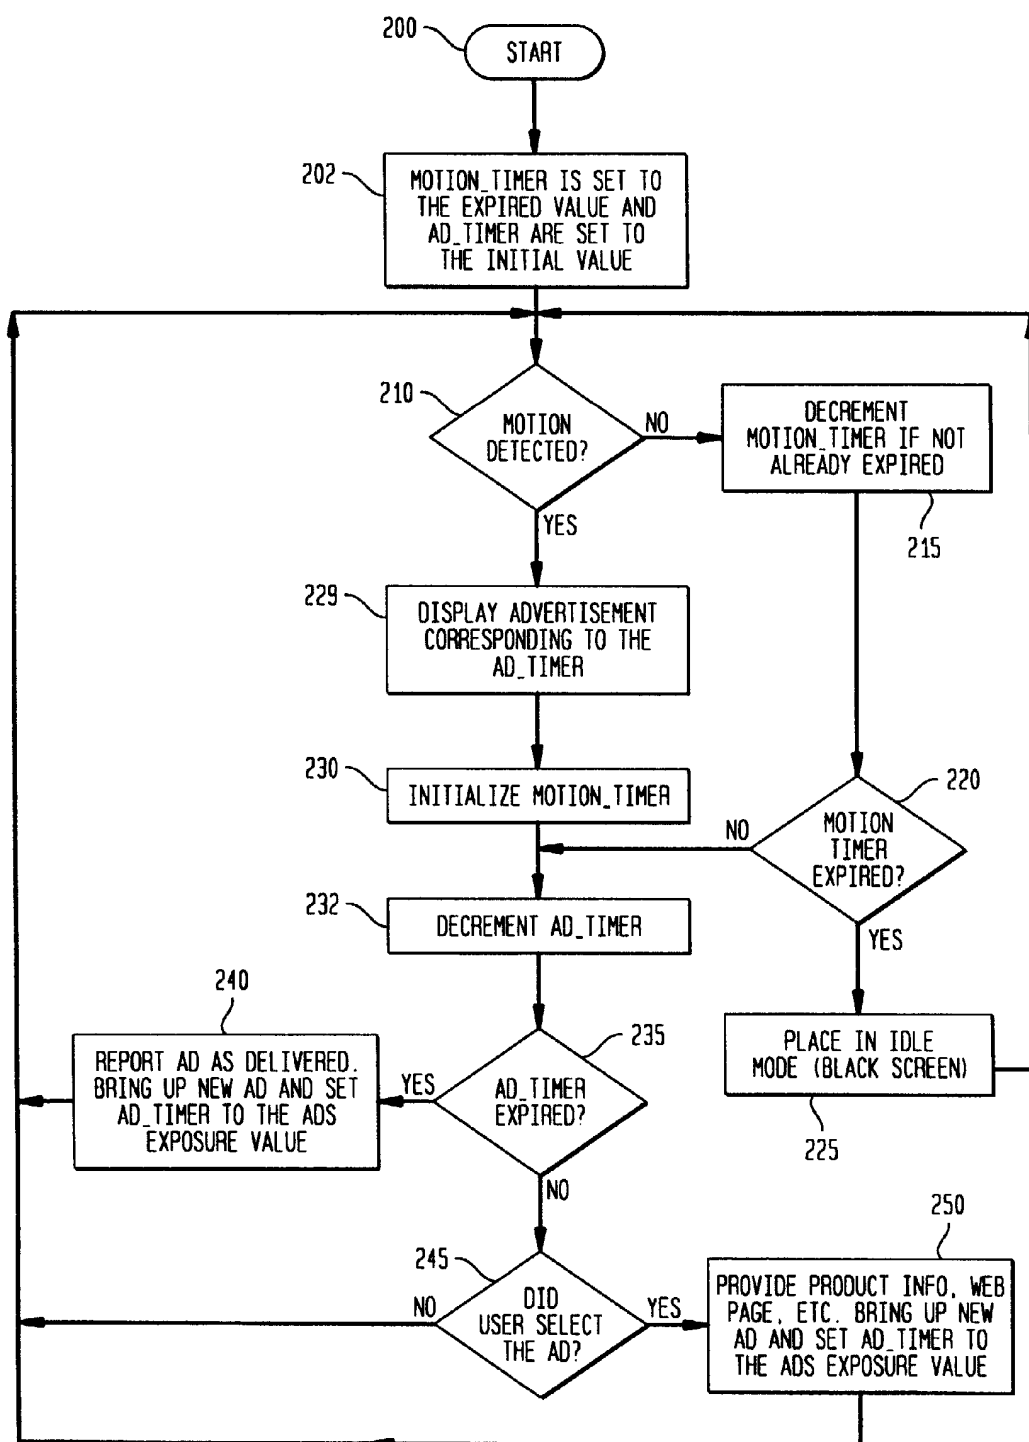 200
START
202
MOTION_TIMER IS SET TO
THE EXPIRED VALUE AND
AD_TIMER ARE SET TO
THE INITIAL VALUE
210
MOTION
DETECTED?
NO
YES
DECREMENT
MOTION_TIMER IF NOT
ALREADY EXPIRED
215
229
DISPLAY ADVERTISEMENT
CORRESPONDING TO THE
AD_TIMER
230
INITIALIZE MOTION_TIMER
220
MOTION
TIMER
EXPIRED?
NO
YES
232
DECREMENT AD_TIMER
PLACE IN IDLE
MODE (BLACK SCREEN)
225
235
AD_TIMER
EXPIRED?
YES
NO
240
REPORT AD AS DELIVERED.
BRING UP NEW AD AND SET
AD_TIMER TO THE ADS
EXPOSURE VALUE
245
DID
USER SELECT
THE AD?
NO
YES
250
PROVIDE PRODUCT INFO, WEB
PAGE, ETC. BRING UP NEW
AD AND SET AD_TIMER TO
THE ADS EXPOSURE VALUE